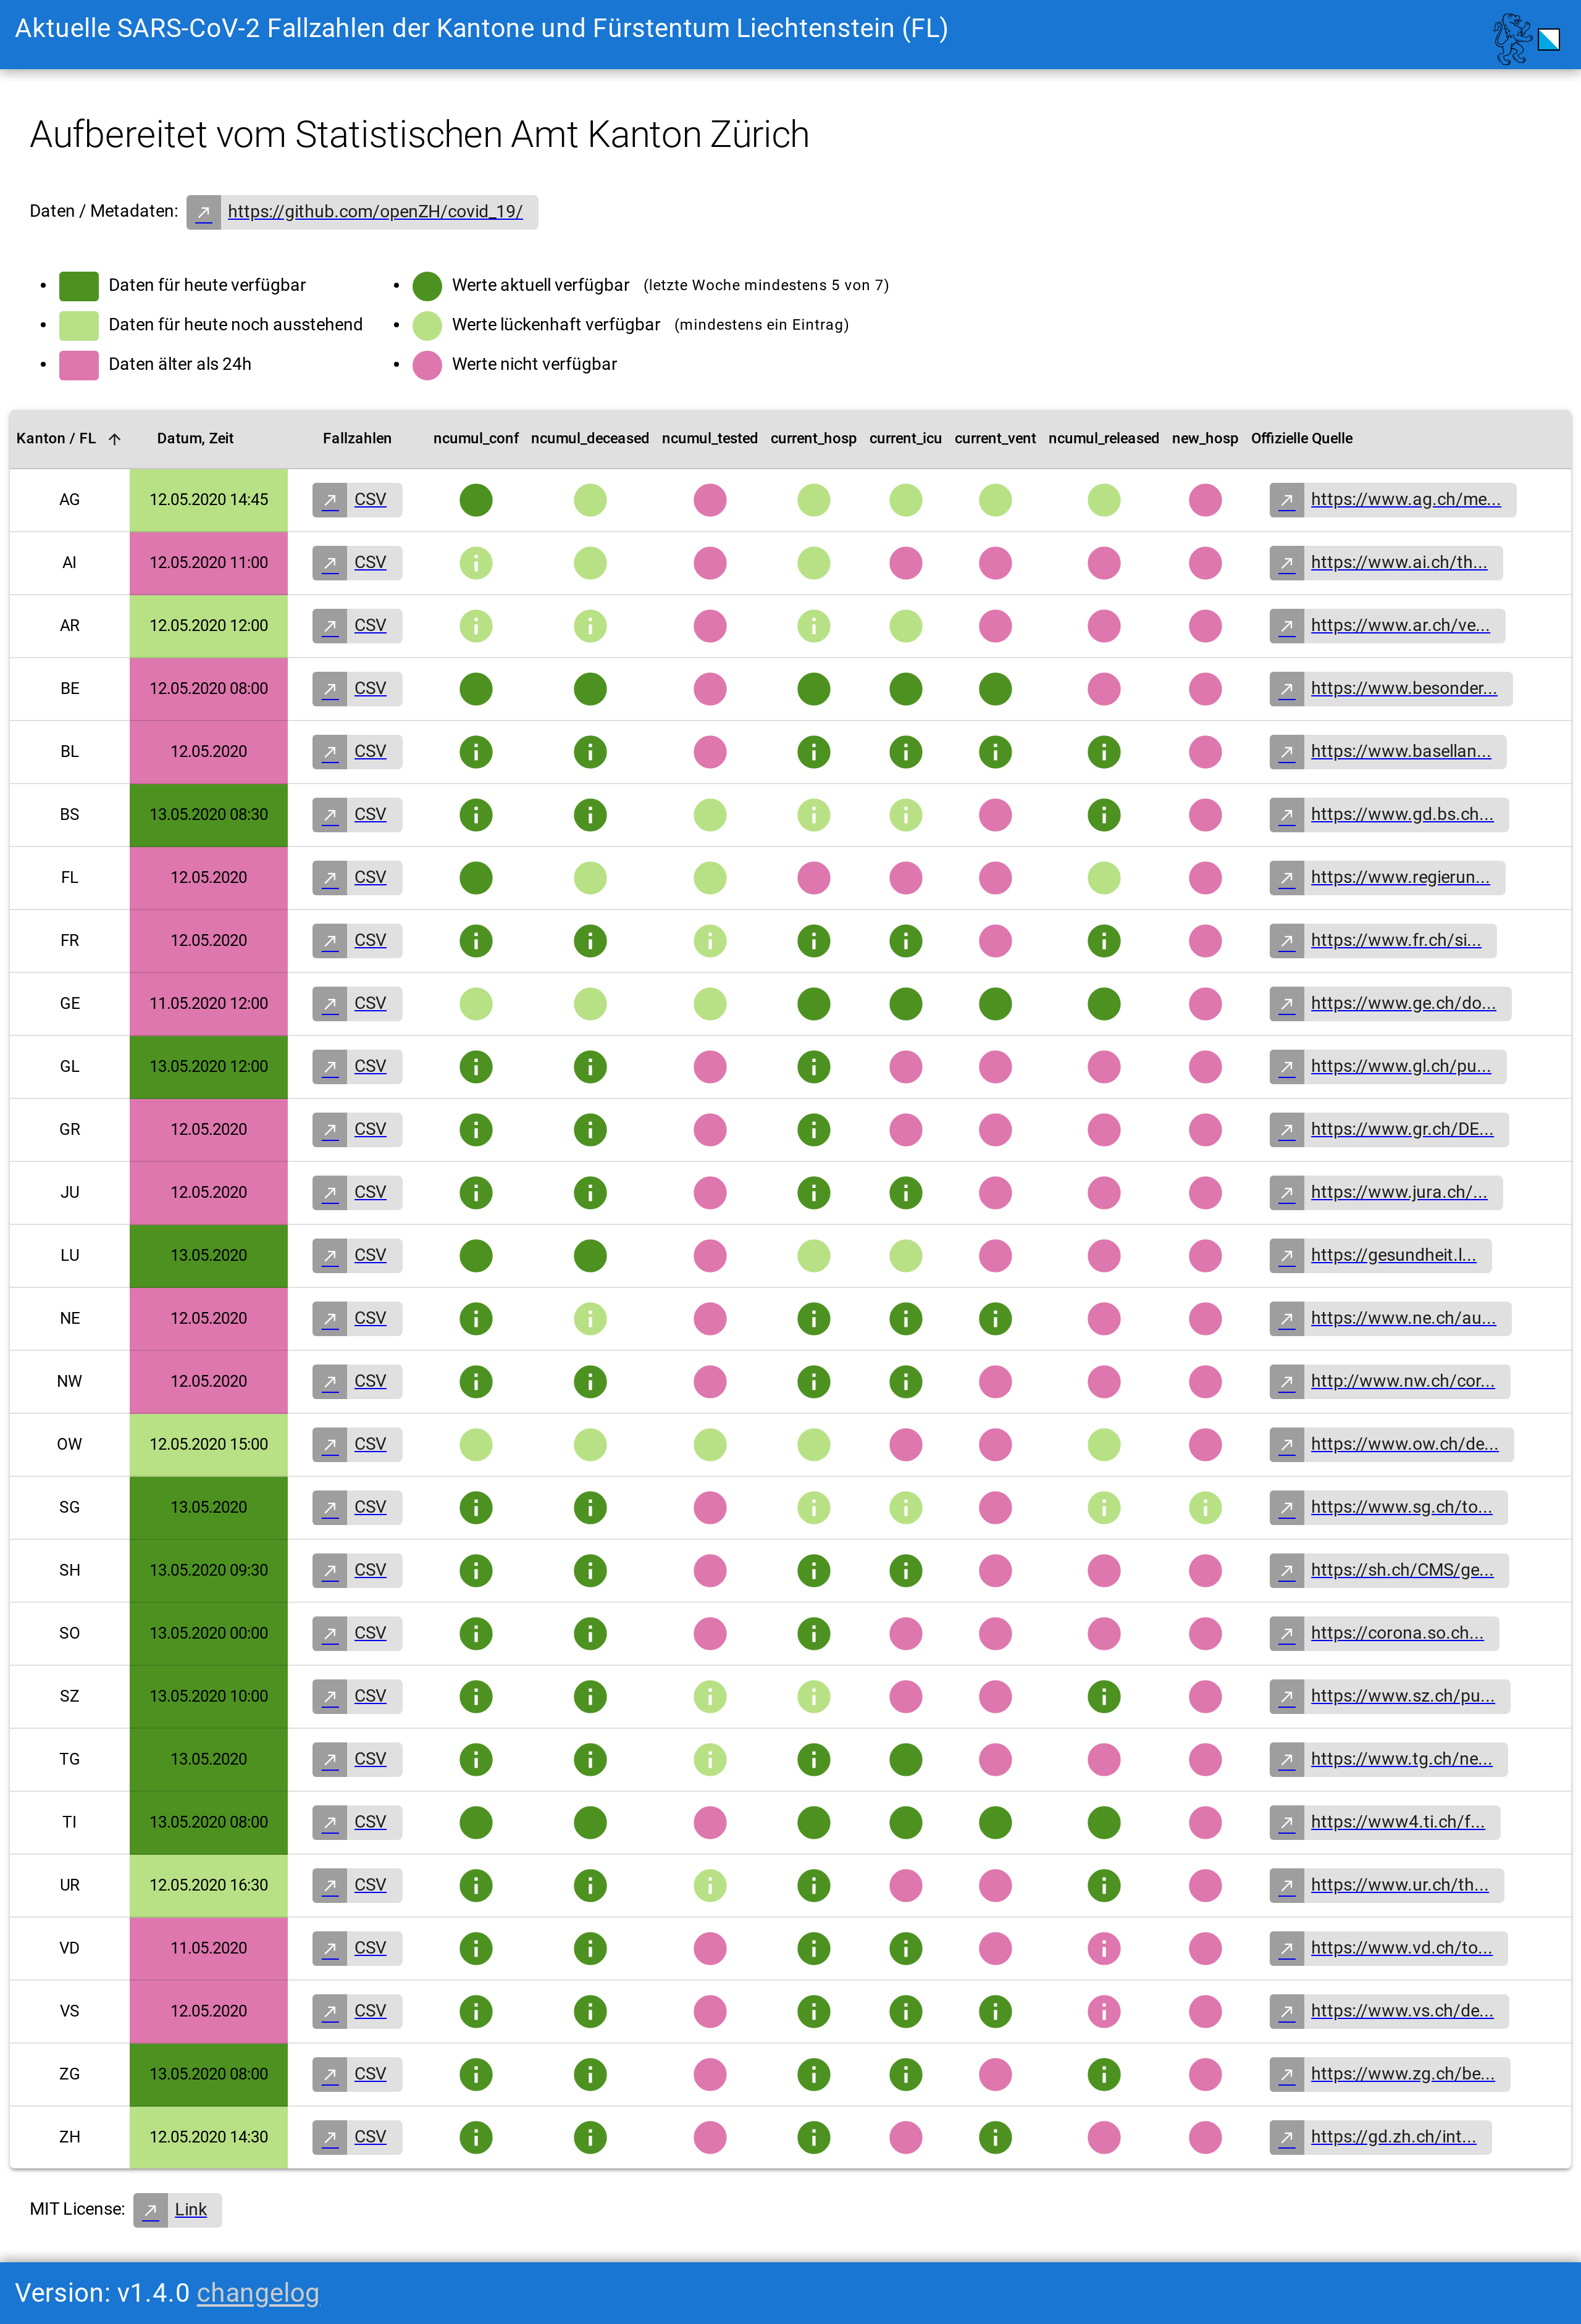 Aktuelle SARS-CoV-2 Fallzahlen der Kantone und Fürstentum Liechtenstein (FL)
Aufbereitet vom Statistischen Amt Kanton Zürich
Daten / Metadaten: https://github.com/openZH/covid_19/
Daten für heute verfügbar
Daten für heute noch ausstehend
Daten älter als 24h
Werte aktuell verfügbar (letzte Woche mindestens 5 von 7)
Werte lückenhaft verfügbar (mindestens ein Eintrag)
Werte nicht verfügbar
Kanton / FL Datum, Zeit Fallzahlen ncumul_conf ncumul_deceased ncumul_tested current_hosp current_icu current_vent ncumul_released new_hosp Offizielle Quelle
AG 12.05.2020 14:45 CSV https://www.ag.ch/me...
AI 12.05.2020 11:00 CSV https://www.ai.ch/th...
AR 12.05.2020 12:00 CSV https://www.ar.ch/ve...
BE 12.05.2020 08:00 CSV https://www.besonder...
BL 12.05.2020 CSV https://www.basellan...
BS 13.05.2020 08:30 CSV https://www.gd.bs.ch...
FL 12.05.2020 CSV https://www.regierun...
FR 12.05.2020 CSV https://www.fr.ch/si...
GE 11.05.2020 12:00 CSV https://www.ge.ch/do...
GL 13.05.2020 12:00 CSV https://www.gl.ch/pu...
GR 12.05.2020 CSV https://www.gr.ch/DE...
JU 12.05.2020 CSV https://www.jura.ch/...
LU 13.05.2020 CSV https://gesundheit.l...
NE 12.05.2020 CSV https://www.ne.ch/au...
NW 12.05.2020 CSV http://www.nw.ch/cor...
OW 12.05.2020 15:00 CSV https://www.ow.ch/de...
SG 13.05.2020 CSV https://www.sg.ch/to...
SH 13.05.2020 09:30 CSV https://sh.ch/CMS/ge...
SO 13.05.2020 00:00 CSV https://corona.so.ch...
SZ 13.05.2020 10:00 CSV https://www.sz.ch/pu...
TG 13.05.2020 CSV https://www.tg.ch/ne...
TI 13.05.2020 08:00 CSV https://www4.ti.ch/f...
UR 12.05.2020 16:30 CSV https://www.ur.ch/th...
VD 11.05.2020 CSV https://www.vd.ch/to...
VS 12.05.2020 CSV https://www.vs.ch/de...
ZG 13.05.2020 08:00 CSV https://www.zg.ch/be...
ZH 12.05.2020 14:30 CSV https://gd.zh.ch/int...
MIT License: Link
Version: v1.4.0 changelog